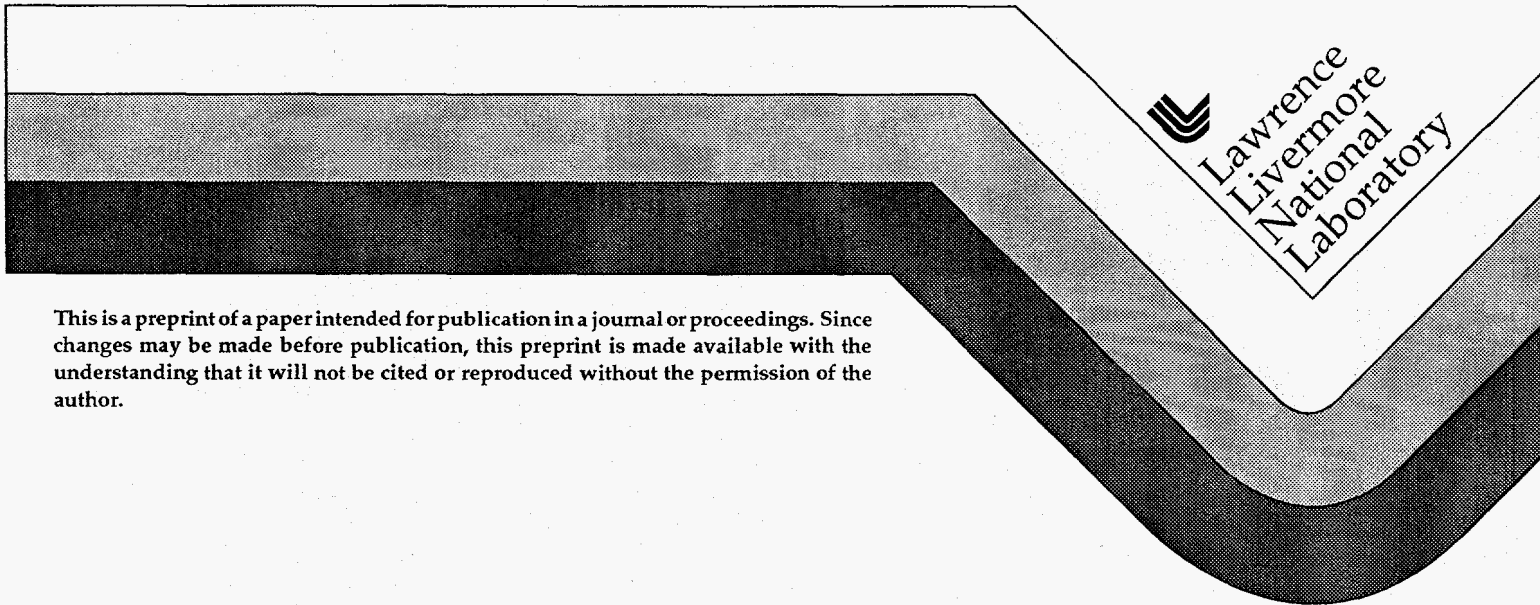 Lawrence
Livermore
National
Laboratory
This is a preprint of a paper intended for publication in a journal or proceedings. Since
changes may be made before publication, this preprint is made available with the
understanding that it will not be cited or reproduced without the permission of the
author.